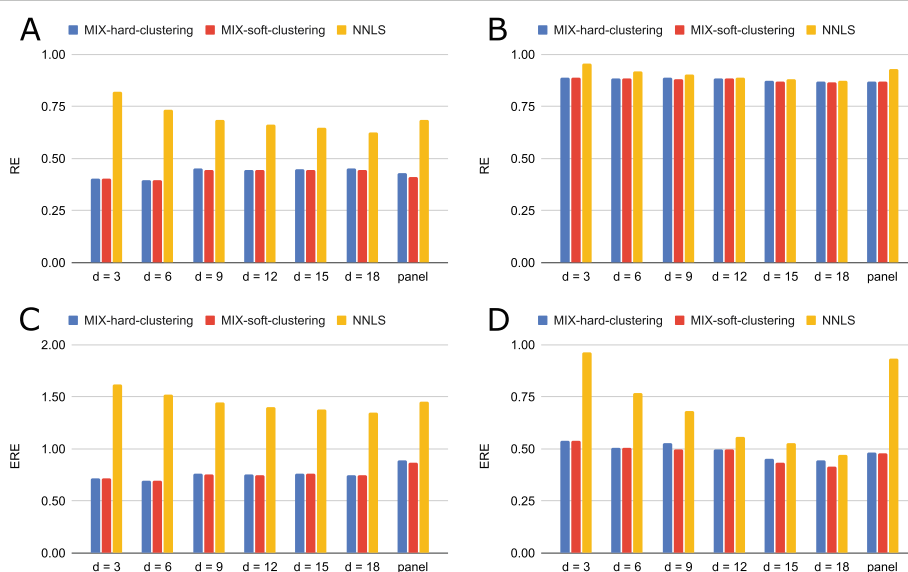 A
MIX-hard-clustering MIX-soft-clustering NNLS
1.00
0.75
0.50
0.25
0.00
RE
d = 3 d = 6 d = 9 d = 12 d = 15 d = 18 panel
B
MIX-hard-clustering MIX-soft-clustering NNLS
1.00
0.75
0.50
0.25
0.00
RE
d = 3 d = 6 d = 9 d = 12 d = 15 d = 18 panel
C
MIX-hard-clustering MIX-soft-clustering NNLS
2.00
1.50
1.00
0.50
0.00
ERE
d = 3 d = 6 d = 9 d = 12 d = 15 d = 18 panel
D
MIX-hard-clustering MIX-soft-clustering NNLS
1.00
0.75
0.50
0.25
0.00
ERE
d = 3 d = 6 d = 9 d = 12 d = 15 d = 18 panel